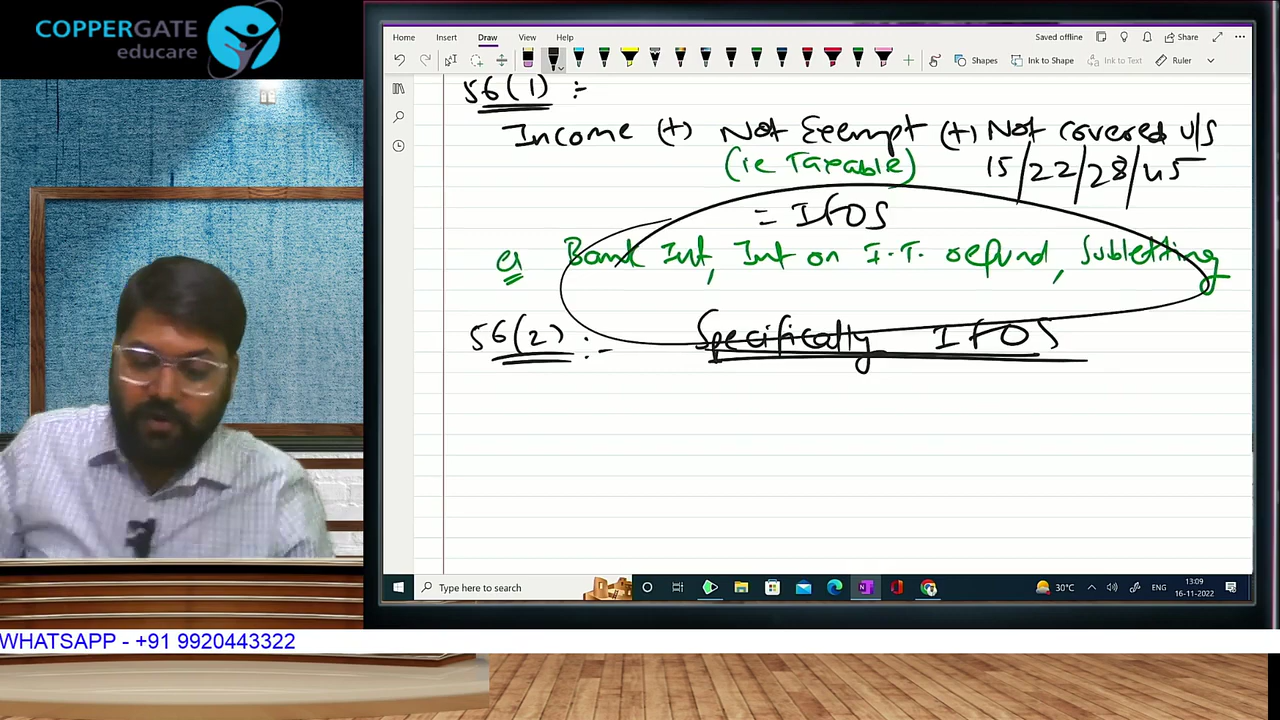 COPPERGATE
educare
Home Insert Draw View Help
Saved offline
Share
Shapes
Ink to Shape
Ink to Text
Ruler
56(1) :-
Income (+) Not Exempt (+) Not covered u/s
(ie Taxable) 15/22/28/45
= IFOS
eg Bank Int, Int on I.T. refund, Subletting
56(2) :- Specifically IFOS
Type here to search
30°C
ENG
13:09
16-11-2022
WHATSAPP - +91 9920443322